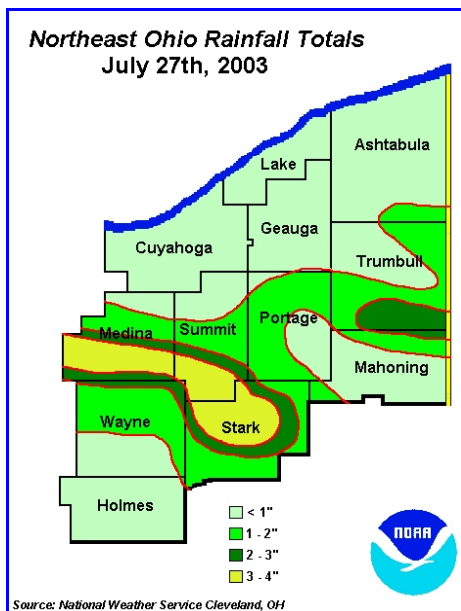 Northeast Ohio Rainfall Totals
July 27th, 2003
Ashtabula
Lake
Geauga
Cuyahoga
Trumbull
Portage
Medina
Summit
Mahoning
Wayne
Stark
Holmes
< 1"
1 - 2"
2 - 3"
3 - 4"
NOAA
Source: National Weather Service Cleveland, OH